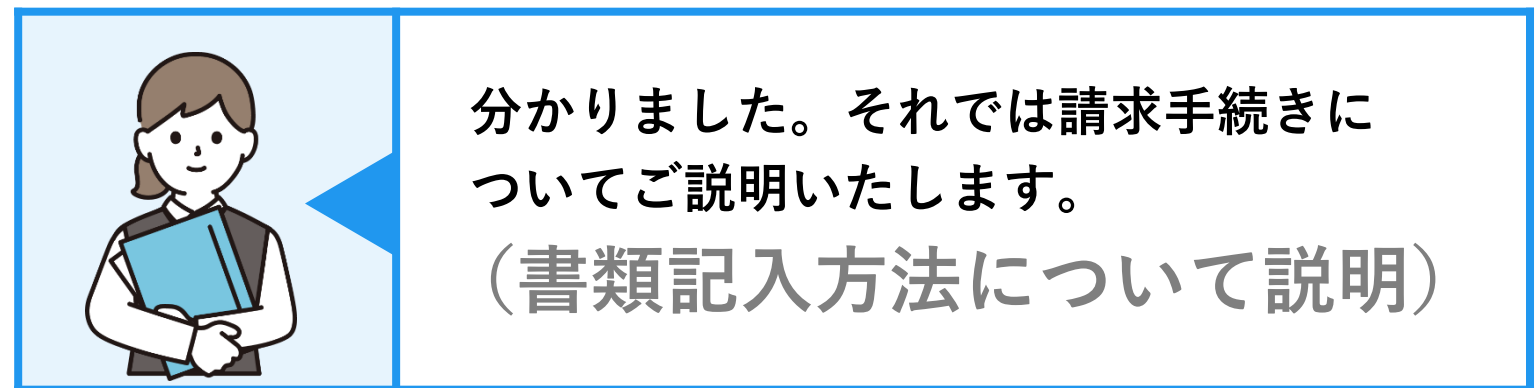 分かりました。それでは請求手続きに
ついてご説明いたします。
（書類記入方法について説明）